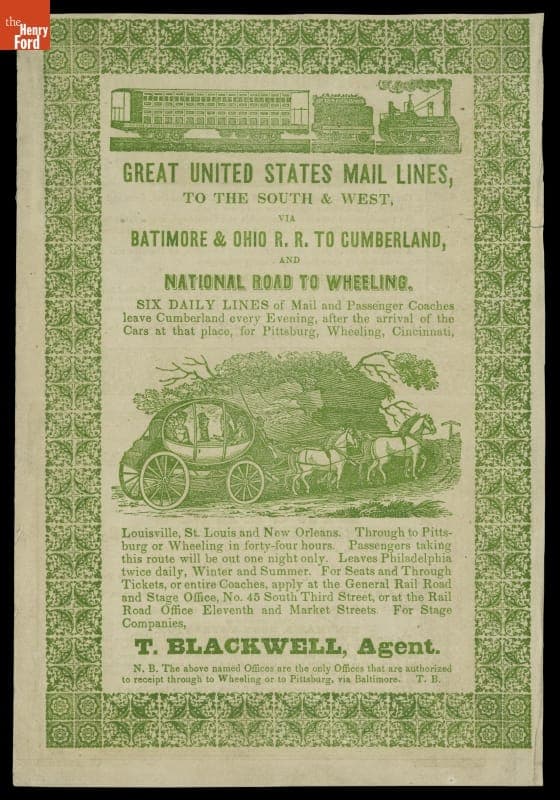 the
Henry
Ford
GREAT UNITED STATES MAIL LINES,
TO THE SOUTH & WEST,
VIA
BATIMORE & OHIO R. R. TO CUMBERLAND,
AND
NATIONAL ROAD TO WHEELING.
SIX DAILY LINES of Mail and Passenger Coaches
leave Cumberland every Evening, after the arrival of the
Cars at that place, for Pittsburg, Wheeling, Cincinnati,
Louisville, St. Louis and New Orleans. Through to Pitts-
burg or Wheeling in forty-four hours. Passengers taking
this route will be out one night only. Leaves Philadelphia
twice daily, Winter and Summer. For Seats and Through
Tickets, or entire Coaches, apply at the General Rail Road
and Stage Office, No. 45 South Third Street, or at the Rail
Road Office Eleventh and Market Streets. For Stage
Companies,
T. BLACKWELL, Agent.
N. B. The above named Offices are the only Offices that are authorized
to receipt through to Wheeling or to Pittsburg, via Baltimore. T. B.